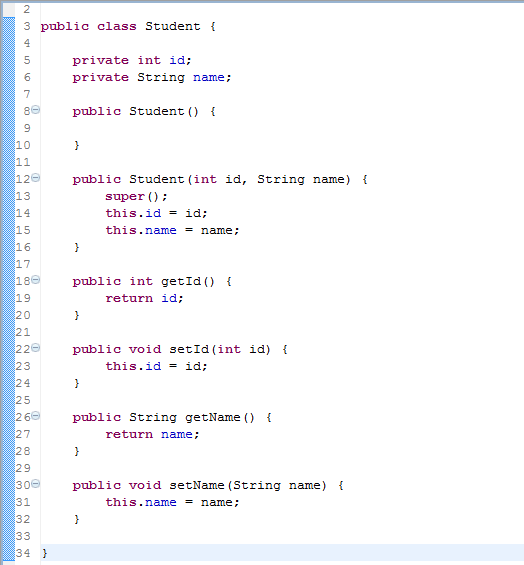 2
3 public class Student {
4
5     private int id;
6     private String name;
7
8     public Student() {
9
10     }
11
12     public Student(int id, String name) {
13         super();
14         this.id = id;
15         this.name = name;
16     }
17
18     public int getId() {
19         return id;
20     }
21
22     public void setId(int id) {
23         this.id = id;
24     }
25
26     public String getName() {
27         return name;
28     }
29
30     public void setName(String name) {
31         this.name = name;
32     }
33
34 }